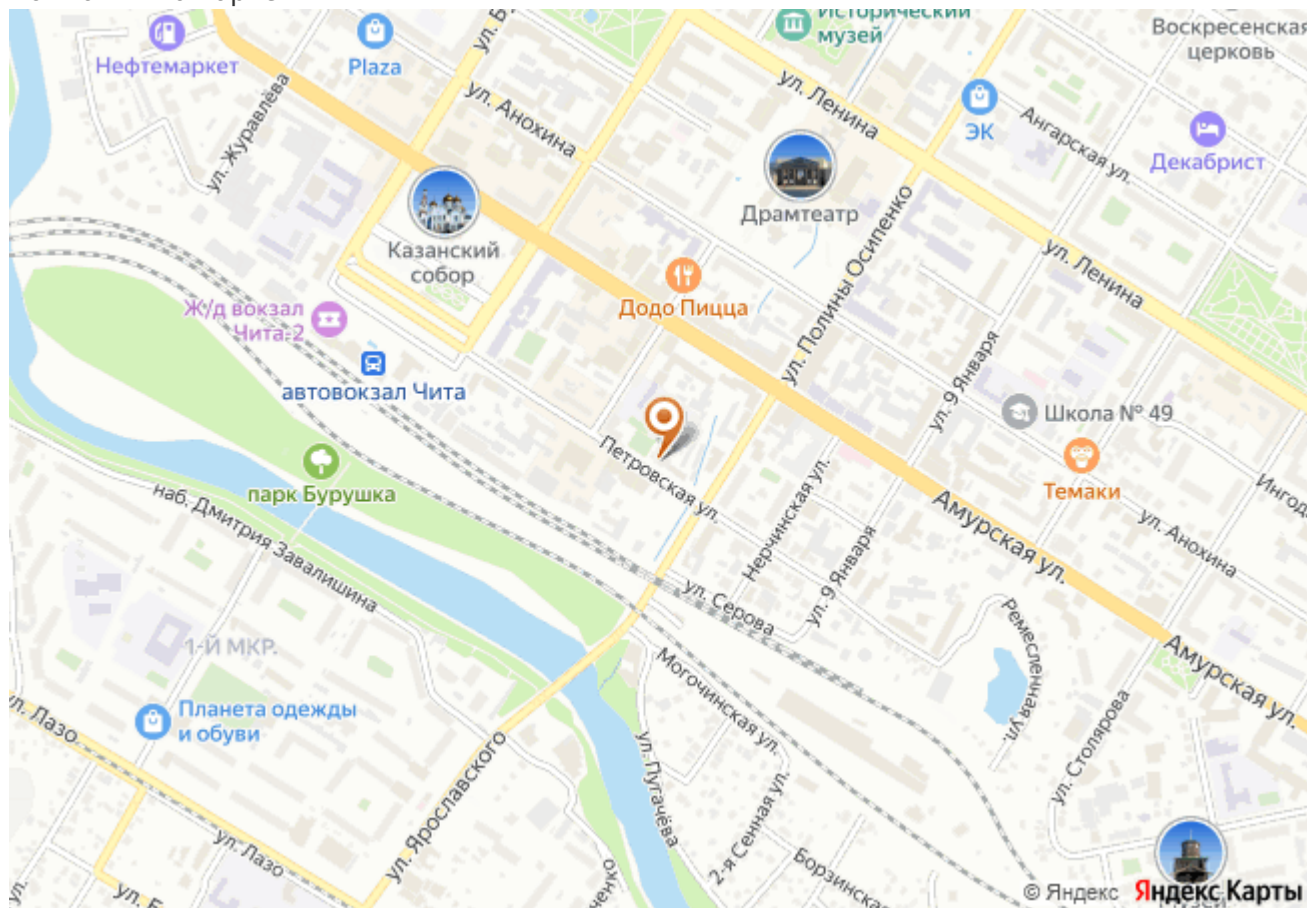 Исторический
музей
Воскресенская
церковь
Нефтемаркет
Plaza
ул. Журавлёва
ул. Анохина
ул. Ленина
ЭК
Ангарская ул.
Декабрист
Казанский
собор
Драмтеатр
ул. Полины Осипенко
ул. Ленина
Ж/д вокзал
Чита-2
Додо Пицца
автовокзал Чита
ул. 9 Января
Школа № 49
Петровская ул.
Темаки
парк Бурушка
наб. Дмитрия Завалишина
Нерчинская ул.
Амурская ул.
ул. Анохина
ул. 9 Января
ул. Серова
Ремесленная ул.
1-Й МКР.
Могочинская ул.
Амурская ул.
Планета одежды
и обуви
ул. Лазо
ул. Ярославского
ул. Пугачёва
ул. Столярова
2-я Сенная ул.
ул. Лазо
© Яндекс Яндекс Карты